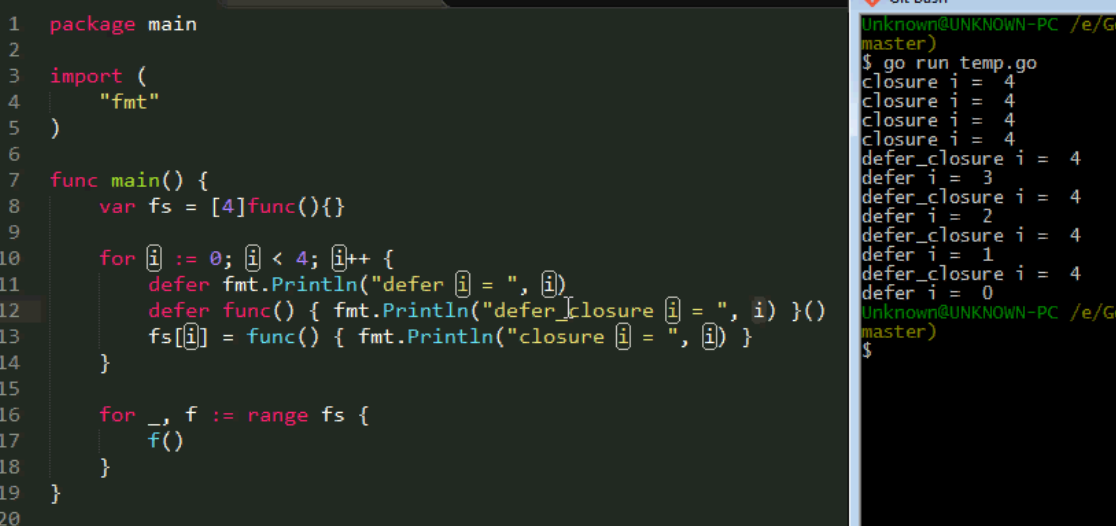 1 package main
2
3 import (
4 "fmt"
5 )
6
7 func main() {
8 var fs = [4]func(){}
9
10 for i := 0; i < 4; i++ {
11 defer fmt.Println("defer i = ", i)
12 defer func() { fmt.Println("defer_closure i = ", i) }()
13 fs[i] = func() { fmt.Println("closure i = ", i) }
14 }
15
16 for _, f := range fs {
17 f()
18 }
19 }
20
Unknown@UNKNOWN-PC /e/G
master)
$ go run temp.go
closure i =  4
closure i =  4
closure i =  4
closure i =  4
defer_closure i =  4
defer i =  3
defer_closure i =  4
defer i =  2
defer_closure i =  4
defer i =  1
defer_closure i =  4
defer i =  0
Unknown@UNKNOWN-PC /e/G
master)
$